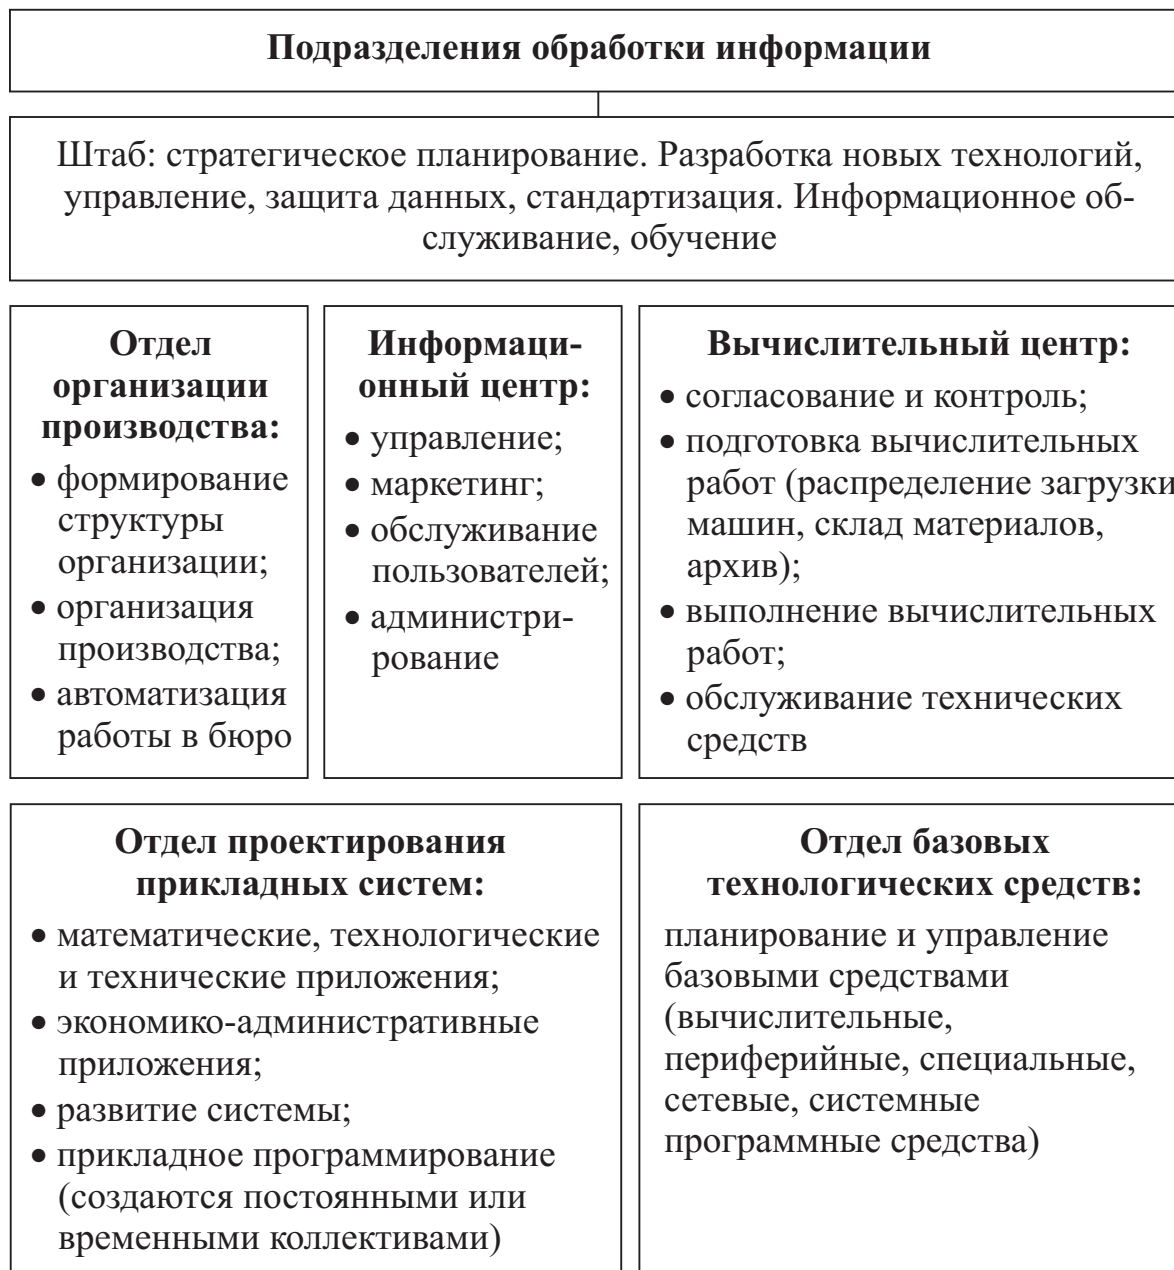 Подразделения обработки информации
Штаб: стратегическое планирование. Разработка новых технологий,
управление, защита данных, стандартизация. Информационное об-
служивание, обучение
Отдел
организации
производства:
• формирование
структуры
организации;
• организация
производства;
• автоматизация
работы в бюро
Информаци-
онный центр:
• управление;
• маркетинг;
• обслуживание
пользователей;
• администри-
рование
Вычислительный центр:
• согласование и контроль;
• подготовка вычислительных
работ (распределение загрузки
машин, склад материалов,
архив);
• выполнение вычислительных
работ;
• обслуживание технических
средств
Отдел проектирования
прикладных систем:
• математические, технологические
и технические приложения;
• экономико-административные
приложения;
• развитие системы;
• прикладное программирование
(создаются постоянными или
временными коллективами)
Отдел базовых
технологических средств:
планирование и управление
базовыми средствами
(вычислительные,
периферийные, специальные,
сетевые, системные
программные средства)